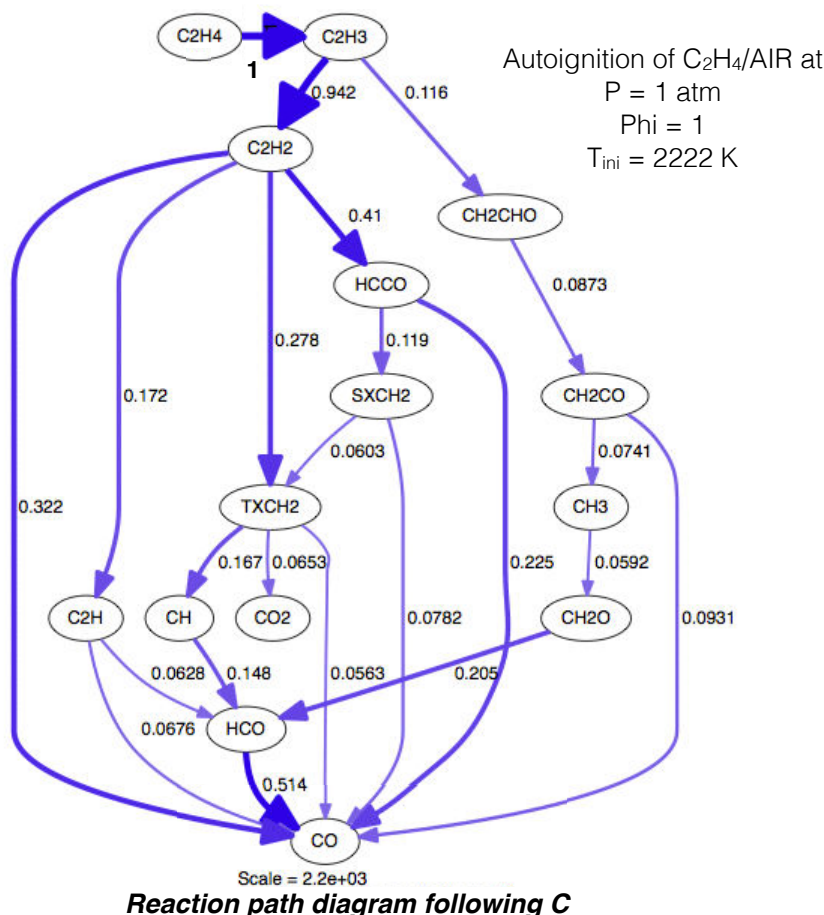 C2H4
C2H3
1
0.942
0.116
Autoignition of C₂H₄/AIR at
P = 1 atm
Phi = 1
Tini = 2222 K
C2H2
0.41
CH2CHO
HCCO
0.0873
0.278
0.119
0.172
SXCH2
CH2CO
0.0603
0.0741
0.322
TXCH2
CH3
0.167
0.0653
0.225
0.0592
C2H
CH
CO2
0.0782
CH2O
0.0931
0.0628
0.148
0.0563
0.205
0.0676
HCO
0.514
CO
Scale = 2.2e+03
Reaction path diagram following C